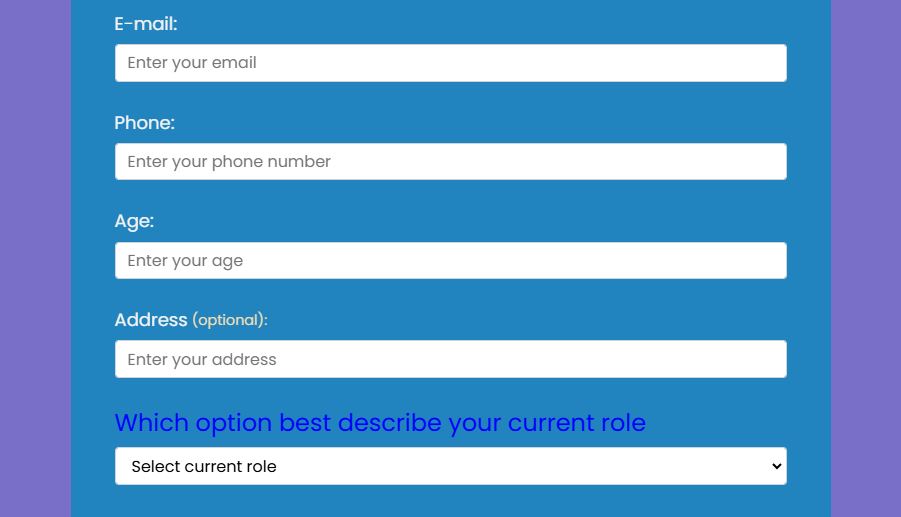 E-mail:
Enter your email
Phone:
Enter your phone number
Age:
Enter your age
Address (optional):
Enter your address
Which option best describe your current role
Select current role